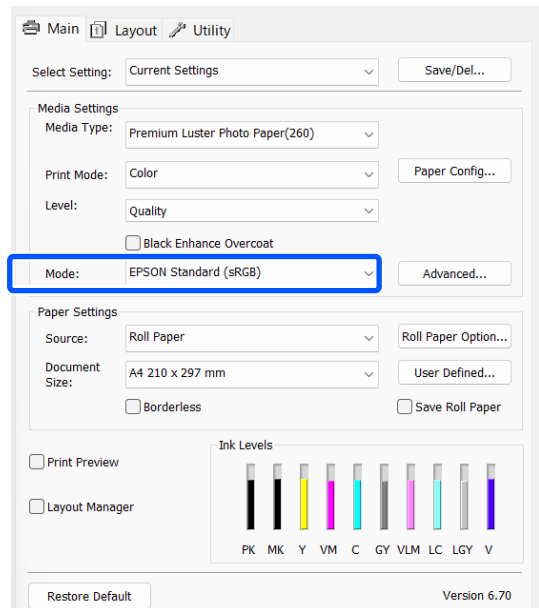 Main Layout Utility
Select Setting: Current Settings Save/Del...
Media Settings
Media Type: Premium Luster Photo Paper(260)
Print Mode: Color Paper Config...
Level: Quality
Black Enhance Overcoat
Mode: EPSON Standard (sRGB) Advanced...
Paper Settings
Source: Roll Paper Roll Paper Option...
Document
Size: A4 210 x 297 mm User Defined...
Borderless Save Roll Paper
Ink Levels
Print Preview
Layout Manager
PK MK Y VM C GY VLM LC LGY V
Restore Default Version 6.70